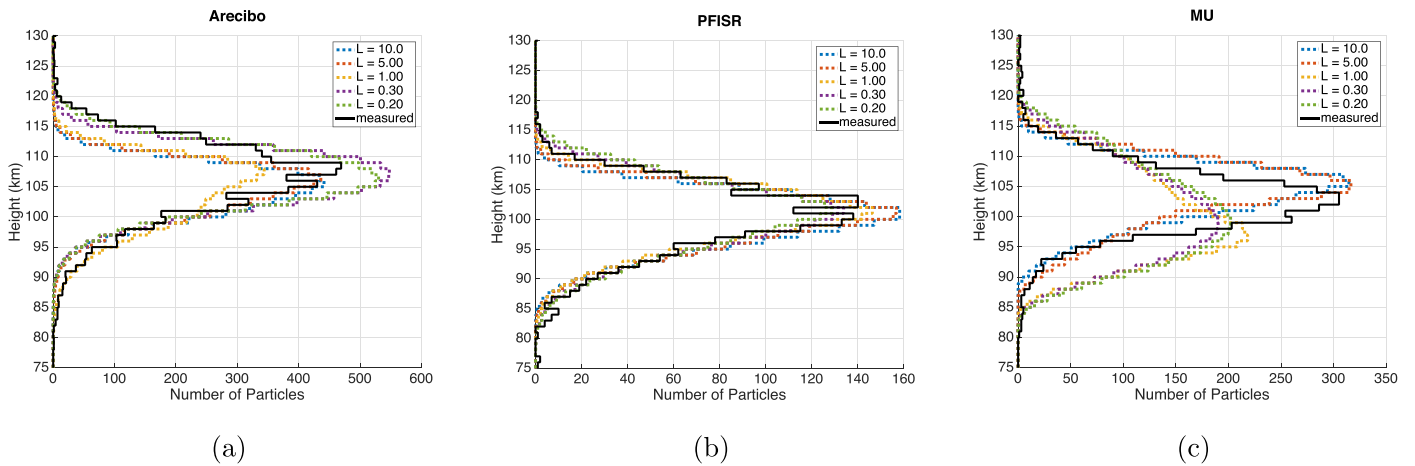 Arecibo
130
125
120
115
110
105
100
95
90
85
80
75
Height (km)
0 100 200 300 400 500 600
Number of Particles
L = 10.0
L = 5.00
L = 1.00
L = 0.30
L = 0.20
measured
(a)
PFISR
130
125
120
115
110
105
100
95
90
85
80
75
Height (km)
0 20 40 60 80 100 120 140 160
Number of Particles
L = 10.0
L = 5.00
L = 1.00
L = 0.30
L = 0.20
measured
(b)
MU
130
125
120
115
110
105
100
95
90
85
80
75
Height (km)
0 50 100 150 200 250 300 350
Number of Particles
L = 10.0
L = 5.00
L = 1.00
L = 0.30
L = 0.20
measured
(c)